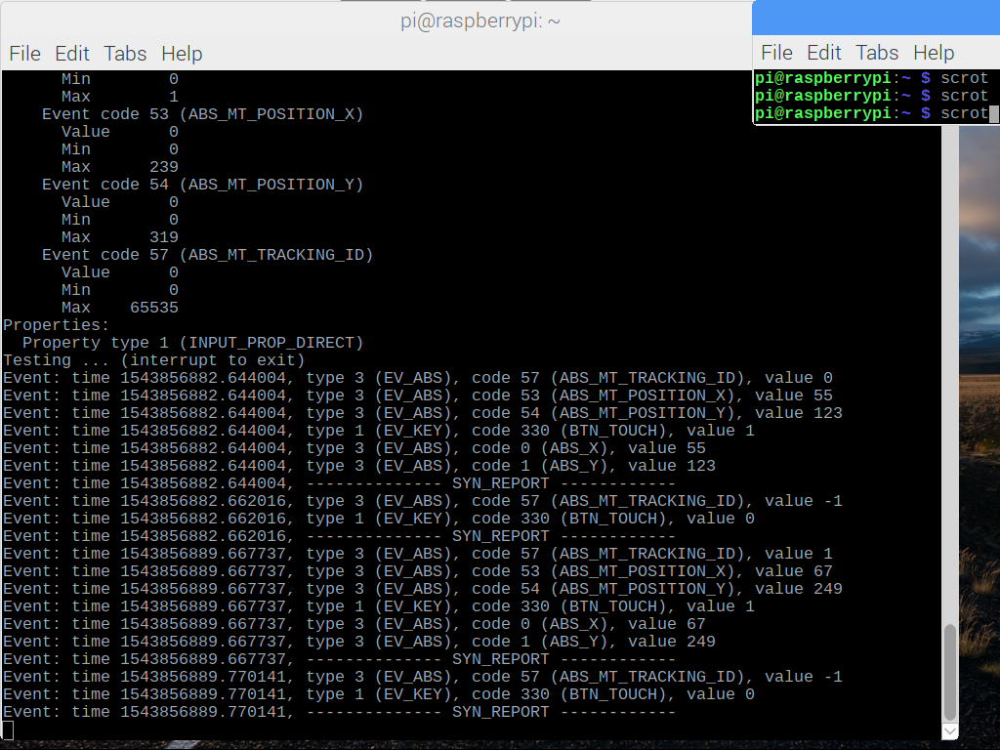 pi@raspberrypi: ~
File Edit Tabs Help
Min 0
Max 1
Event code 53 (ABS_MT_POSITION_X)
Value 0
Min 0
Max 239
Event code 54 (ABS_MT_POSITION_Y)
Value 0
Min 0
Max 319
Event code 57 (ABS_MT_TRACKING_ID)
Value 0
Min 0
Max 65535
Properties:
Property type 1 (INPUT_PROP_DIRECT)
Testing ... (interrupt to exit)
Event: time 1543856882.644004, type 3 (EV_ABS), code 57 (ABS_MT_TRACKING_ID), value 0
Event: time 1543856882.644004, type 3 (EV_ABS), code 53 (ABS_MT_POSITION_X), value 55
Event: time 1543856882.644004, type 3 (EV_ABS), code 54 (ABS_MT_POSITION_Y), value 123
Event: time 1543856882.644004, type 1 (EV_KEY), code 330 (BTN_TOUCH), value 1
Event: time 1543856882.644004, type 3 (EV_ABS), code 0 (ABS_X), value 55
Event: time 1543856882.644004, type 3 (EV_ABS), code 1 (ABS_Y), value 123
Event: time 1543856882.644004, -------------- SYN_REPORT ------------
Event: time 1543856882.662016, type 3 (EV_ABS), code 57 (ABS_MT_TRACKING_ID), value -1
Event: time 1543856882.662016, type 1 (EV_KEY), code 330 (BTN_TOUCH), value 0
Event: time 1543856882.662016, -------------- SYN_REPORT ------------
Event: time 1543856889.667737, type 3 (EV_ABS), code 57 (ABS_MT_TRACKING_ID), value 1
Event: time 1543856889.667737, type 3 (EV_ABS), code 53 (ABS_MT_POSITION_X), value 67
Event: time 1543856889.667737, type 3 (EV_ABS), code 54 (ABS_MT_POSITION_Y), value 249
Event: time 1543856889.667737, type 1 (EV_KEY), code 330 (BTN_TOUCH), value 1
Event: time 1543856889.667737, type 3 (EV_ABS), code 0 (ABS_X), value 67
Event: time 1543856889.667737, type 3 (EV_ABS), code 1 (ABS_Y), value 249
Event: time 1543856889.667737, -------------- SYN_REPORT ------------
Event: time 1543856889.770141, type 3 (EV_ABS), code 57 (ABS_MT_TRACKING_ID), value -1
Event: time 1543856889.770141, type 1 (EV_KEY), code 330 (BTN_TOUCH), value 0
Event: time 1543856889.770141, -------------- SYN_REPORT ------------
File Edit Tabs Help
pi@raspberrypi:~ $ scrot
pi@raspberrypi:~ $ scrot
pi@raspberrypi:~ $ scrot